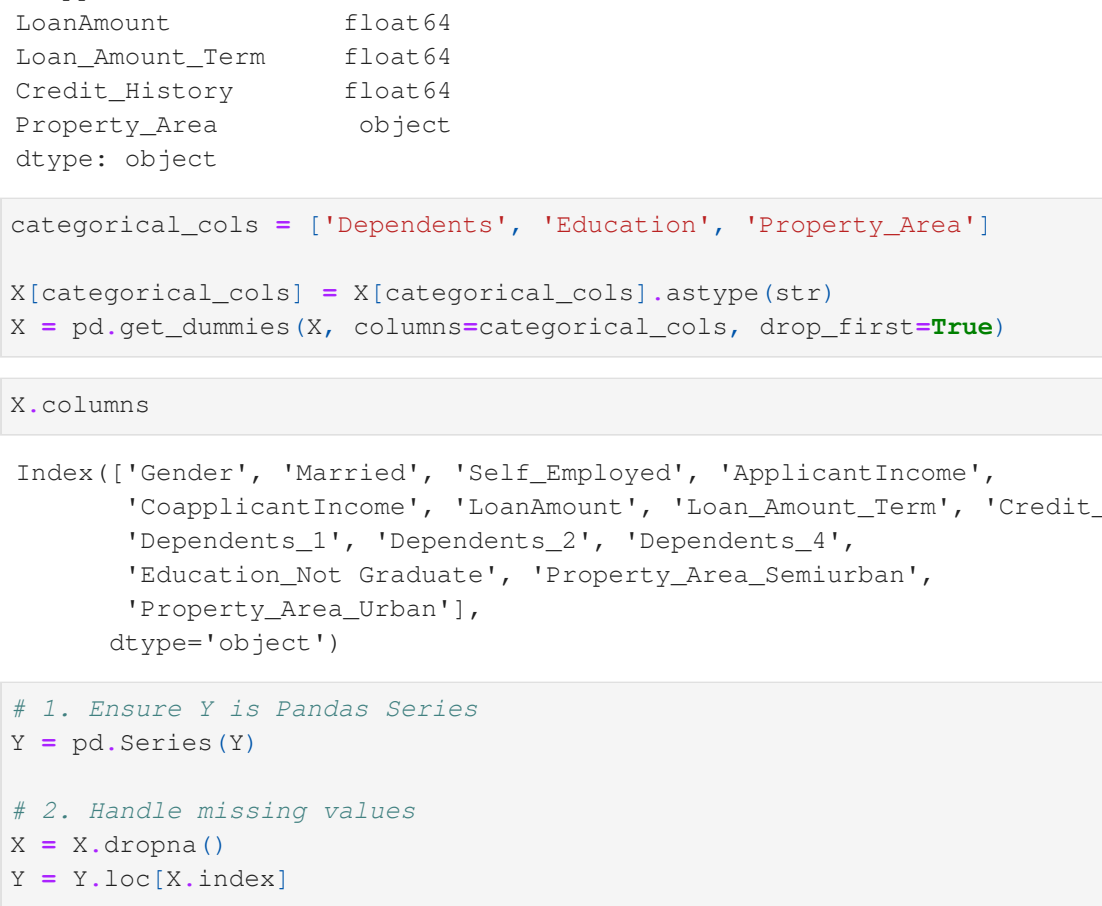 LoanAmount float64
Loan_Amount_Term float64
Credit_History float64
Property_Area object
dtype: object
categorical_cols = ['Dependents', 'Education', 'Property_Area']
X[categorical_cols] = X[categorical_cols].astype(str)
X = pd.get_dummies(X, columns=categorical_cols, drop_first=True)
X.columns
Index(['Gender', 'Married', 'Self_Employed', 'ApplicantIncome',
'CoapplicantIncome', 'LoanAmount', 'Loan_Amount_Term', 'Credit_
'Dependents_1', 'Dependents_2', 'Dependents_4',
'Education_Not Graduate', 'Property_Area_Semiurban',
'Property_Area_Urban'],
dtype='object')
# 1. Ensure Y is Pandas Series
Y = pd.Series(Y)
# 2. Handle missing values
X = X.dropna()
Y = Y.loc[X.index]